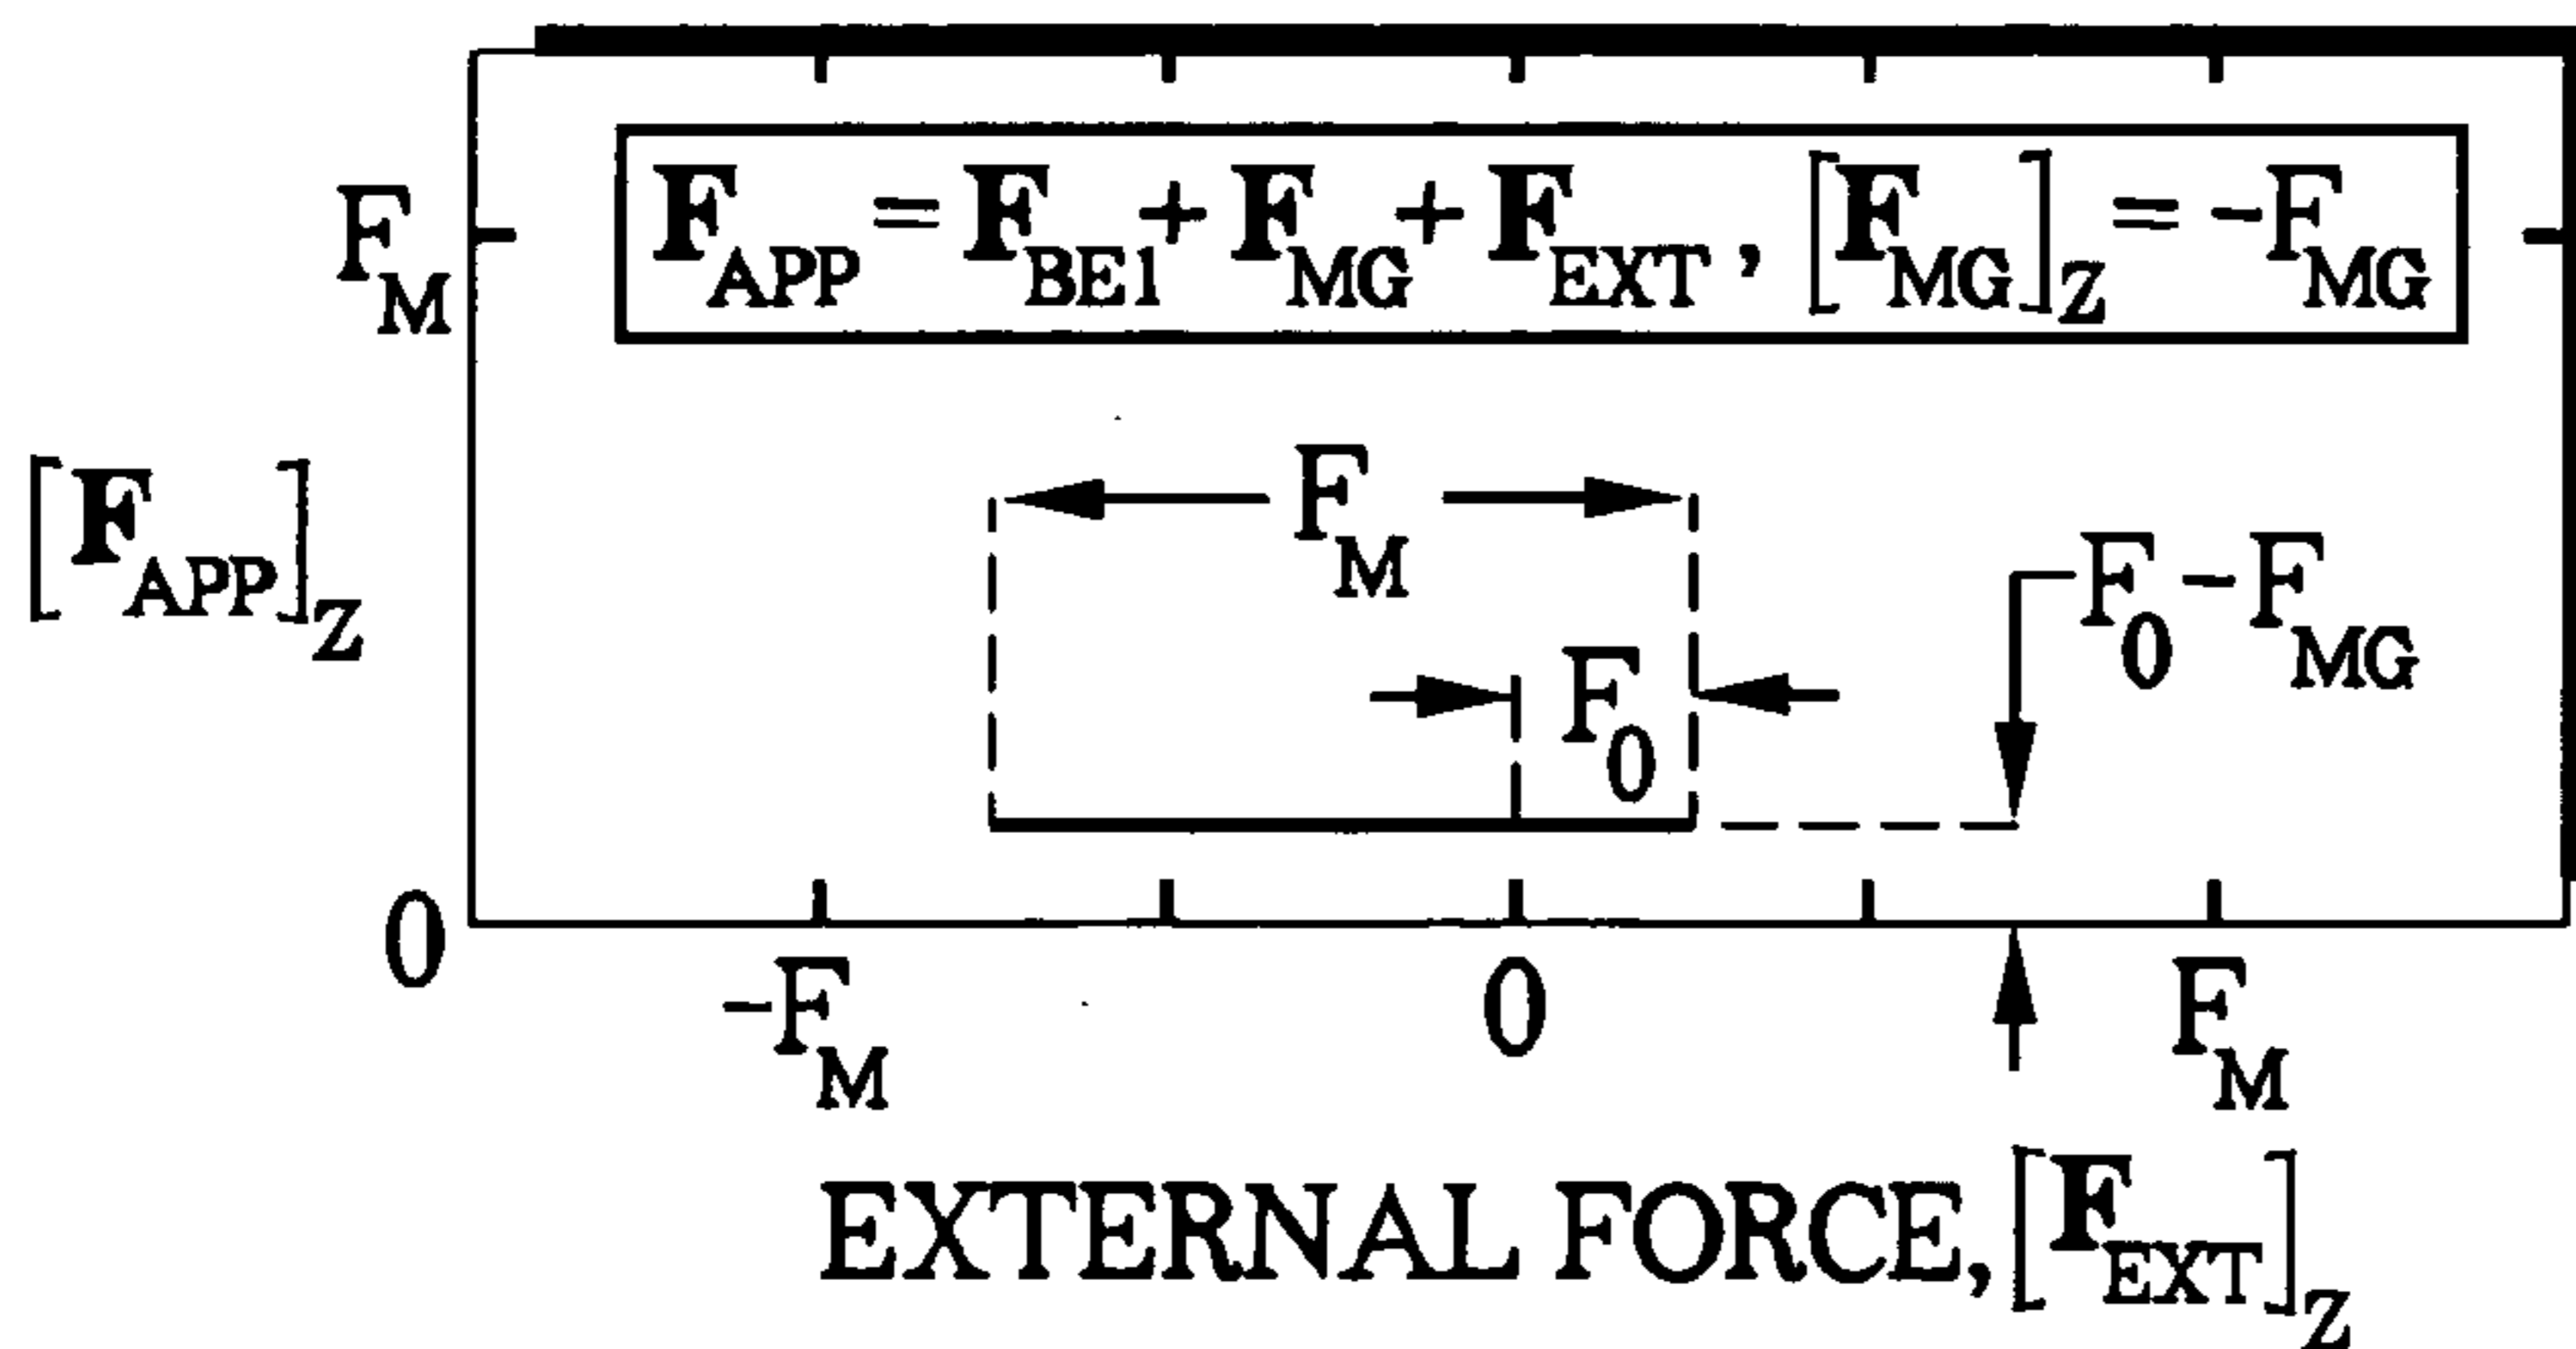 F_APP = F_BE1 + F_MG + F_EXT , [F_MG]_Z = -F_MG
F_M
F_M
[F_APP]_Z
F_0 - F_MG
F_0
0
-F_M
0
F_M
EXTERNAL FORCE, [F_EXT]_Z